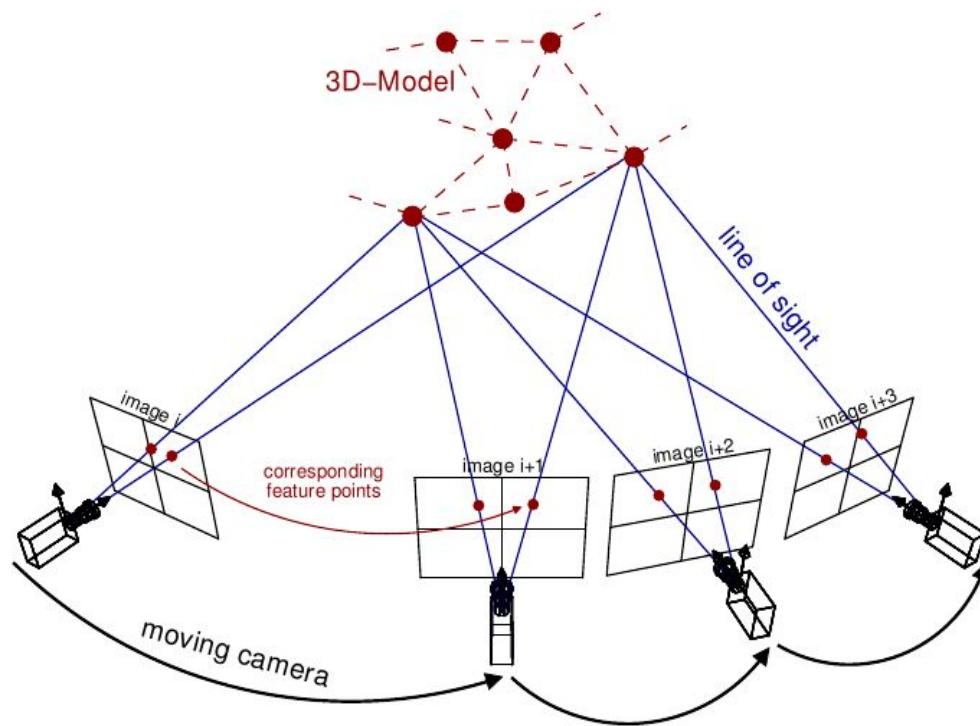 3D-Model
line of sight
image i
image i+3
image i+1
image i+2
corresponding
feature points
moving camera